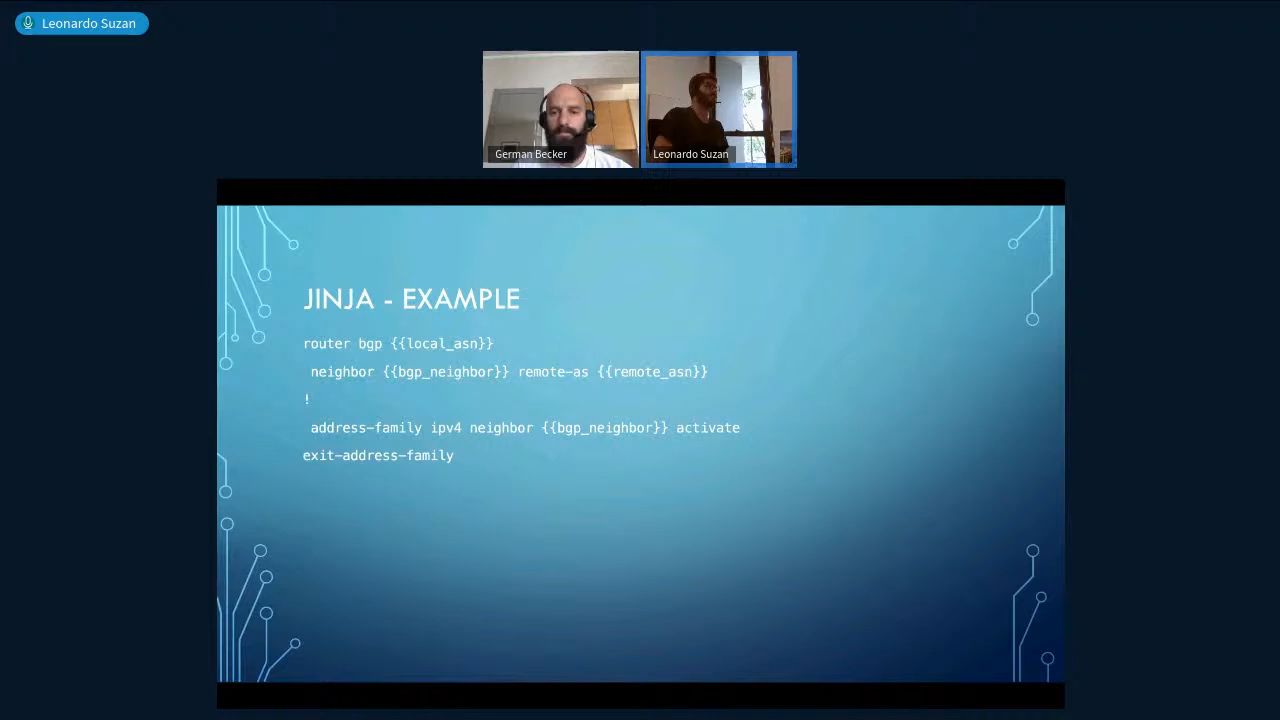 Leonardo Suzan
German Becker
Leonardo Suzan
JINJA - EXAMPLE
router bgp {{local_asn}}
neighbor {{bgp_neighbor}} remote-as {{remote_asn}}
!
address-family ipv4 neighbor {{bgp_neighbor}} activate
exit-address-family